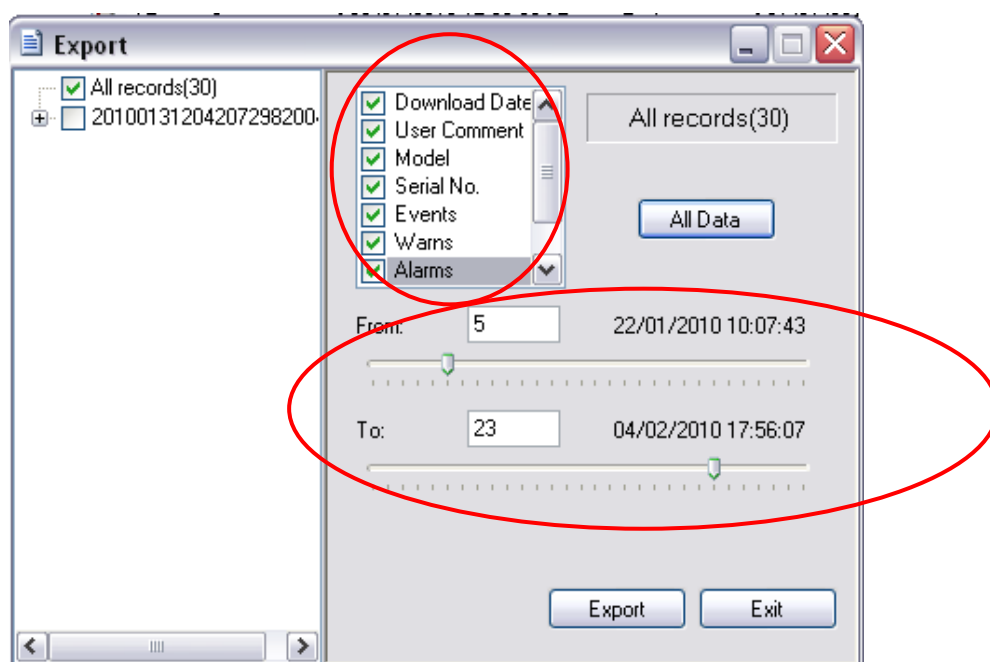 Export
All records(30)
20100131204207298200
Download Date
User Comment
Model
Serial No.
Events
Warns
Alarms
All records(30)
All Data
From:
5
22/01/2010 10:07:43
To:
23
04/02/2010 17:56:07
Export
Exit